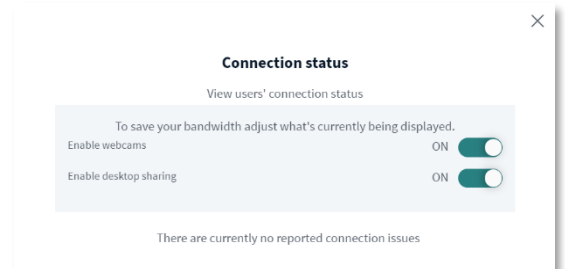 Connection status
View users' connection status
To save your bandwidth adjust what's currently being displayed.
Enable webcams ON
Enable desktop sharing ON
There are currently no reported connection issues